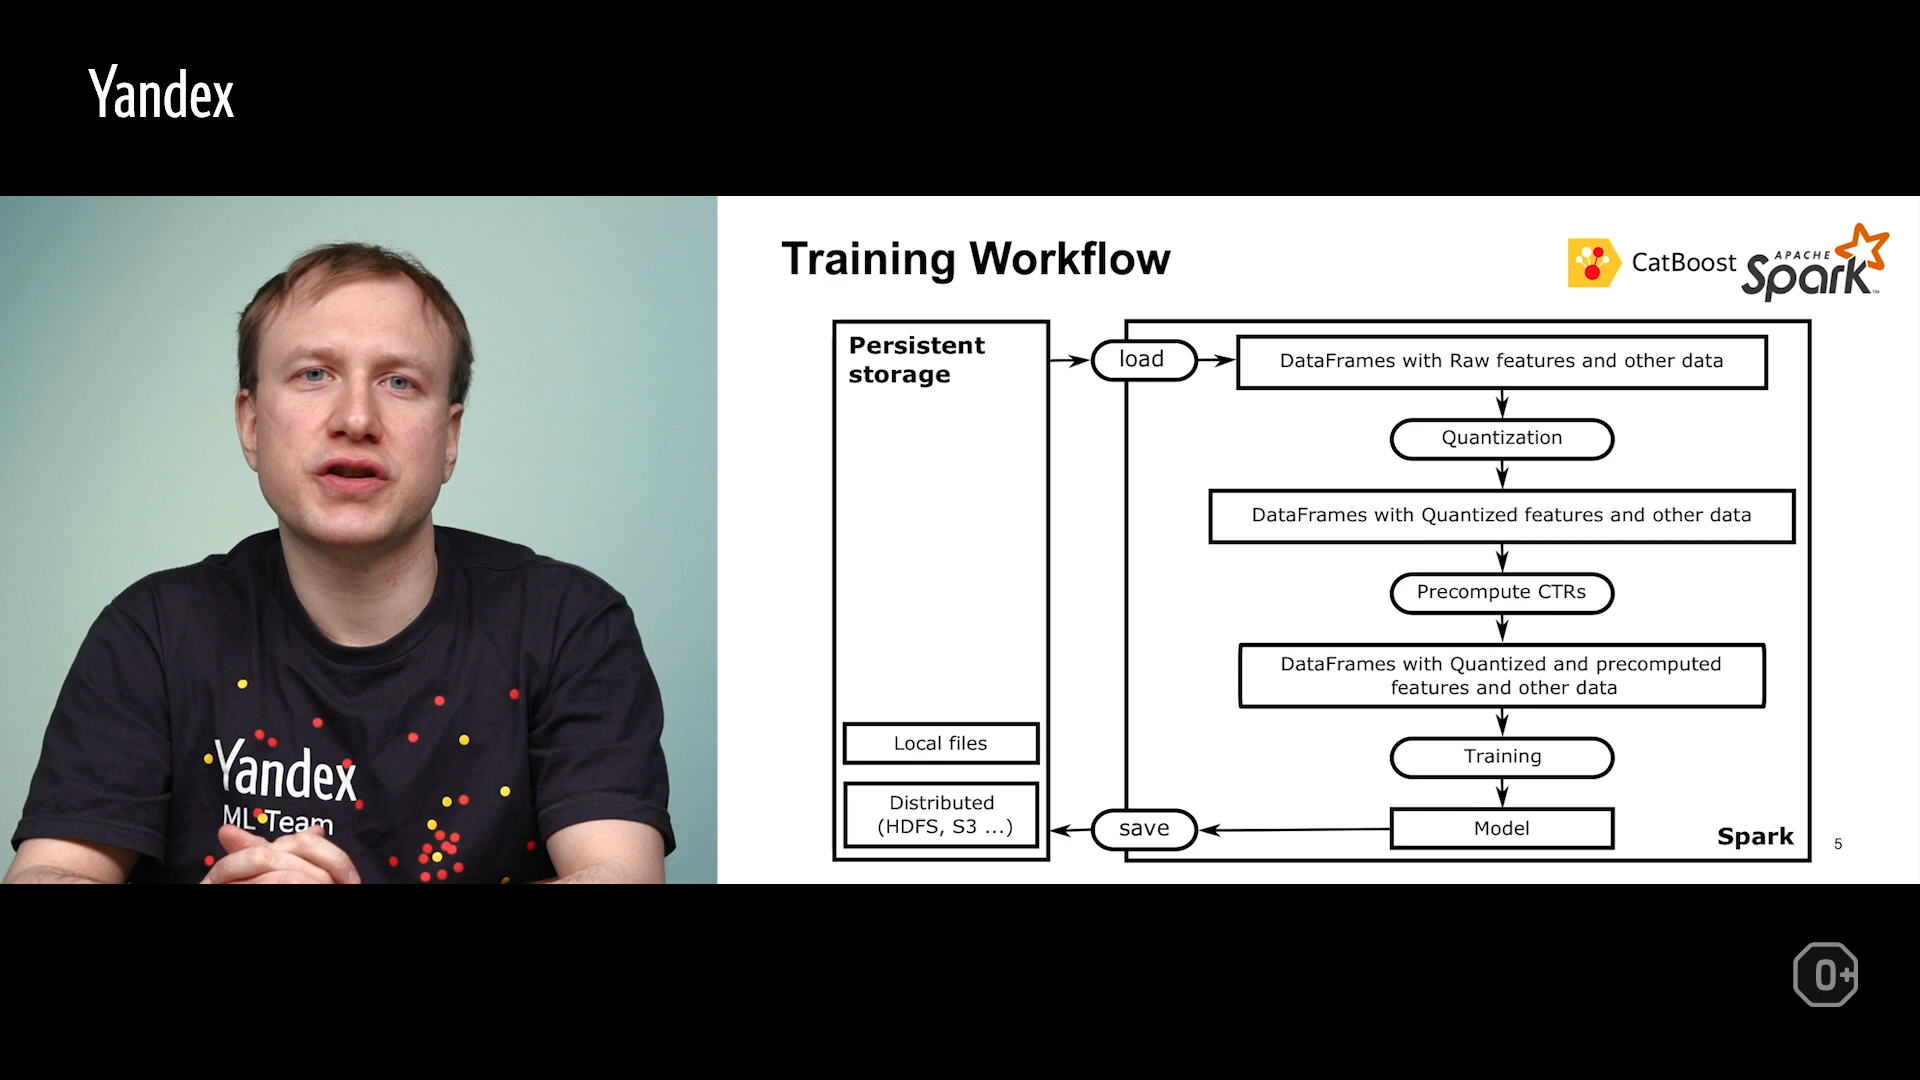 Yandex
Yandex
ML Team
Training Workflow
CatBoost
APACHE
Spark™
Persistent
storage
load
DataFrames with Raw features and other data
Quantization
DataFrames with Quantized features and other data
Precompute CTRs
DataFrames with Quantized and precomputed
features and other data
Training
Local files
Distributed
(HDFS, S3 ...)
save
Model
Spark
5
0+